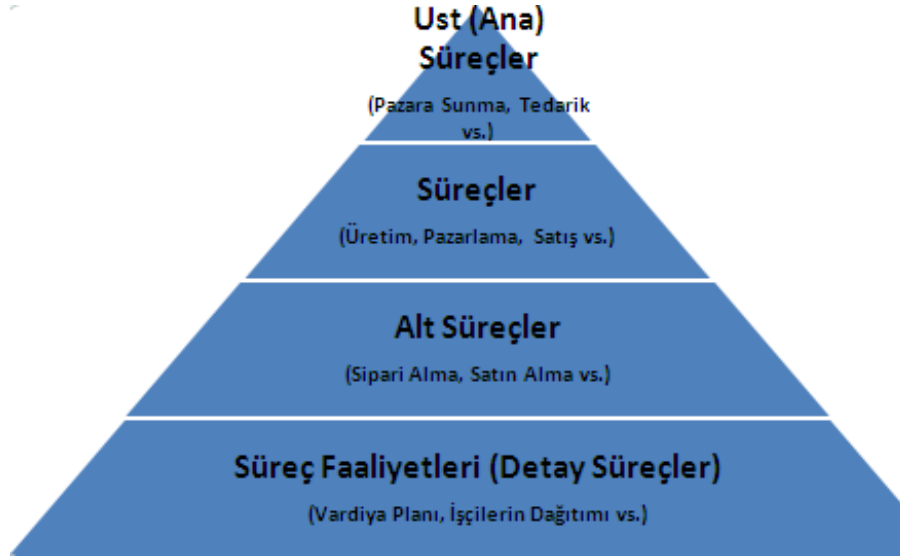 Ust (Ana)
Süreçler
(Pazara Sunma, Tedarik
vs.)
Süreçler
(Üretim, Pazarlama, Satış vs.)
Alt Süreçler
(Sipari Alma, Satın Alma vs.)
Süreç Faaliyetleri (Detay Süreçler)
(Vardiya Planı, İşçilerin Dağıtımı vs.)